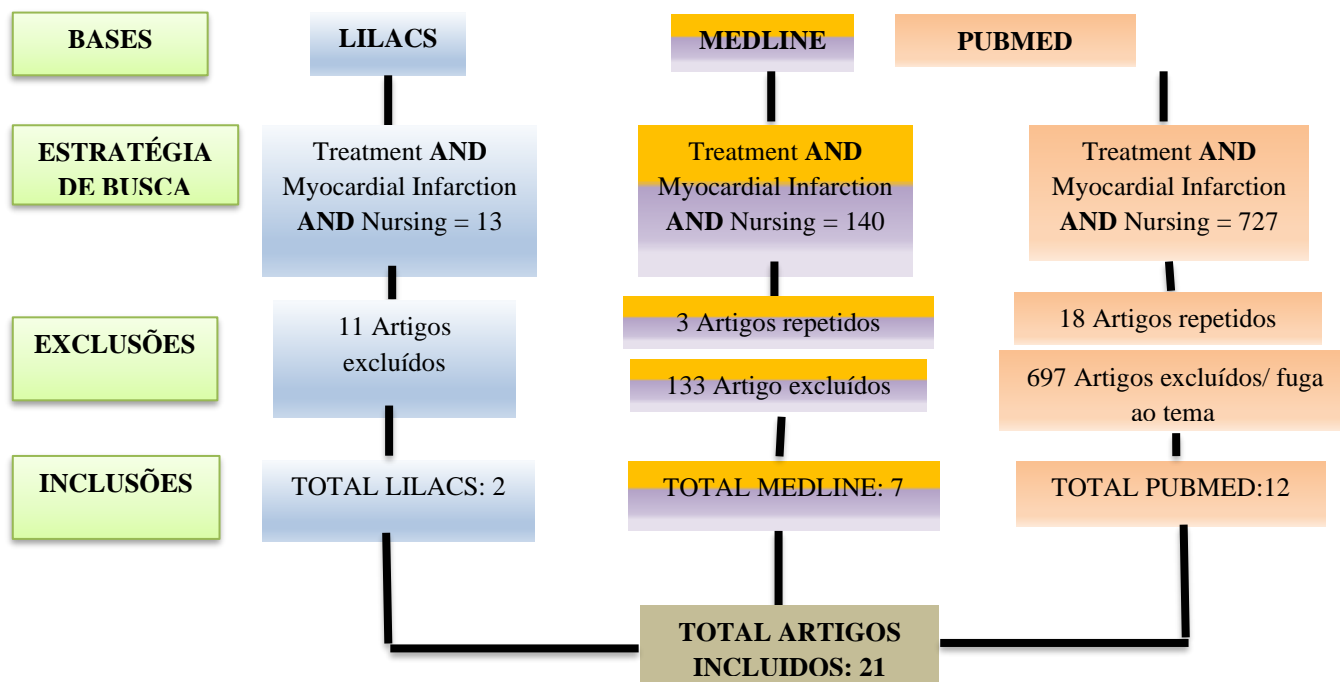 BASES
LILACS
MEDLINE
PUBMED
ESTRATÉGIA
DE BUSCA
Treatment AND
Myocardial Infarction
AND Nursing = 13
Treatment AND
Myocardial Infarction
AND Nursing = 140
Treatment AND
Myocardial Infarction
AND Nursing = 727
EXCLUSÕES
11 Artigos
excluídos
3 Artigos repetidos
133 Artigo excluídos
18 Artigos repetidos
697 Artigos excluídos/ fuga
ao tema
INCLUSÕES
TOTAL LILACS: 2
TOTAL MEDLINE: 7
TOTAL PUBMED:12
TOTAL ARTIGOS
INCLUIDOS: 21